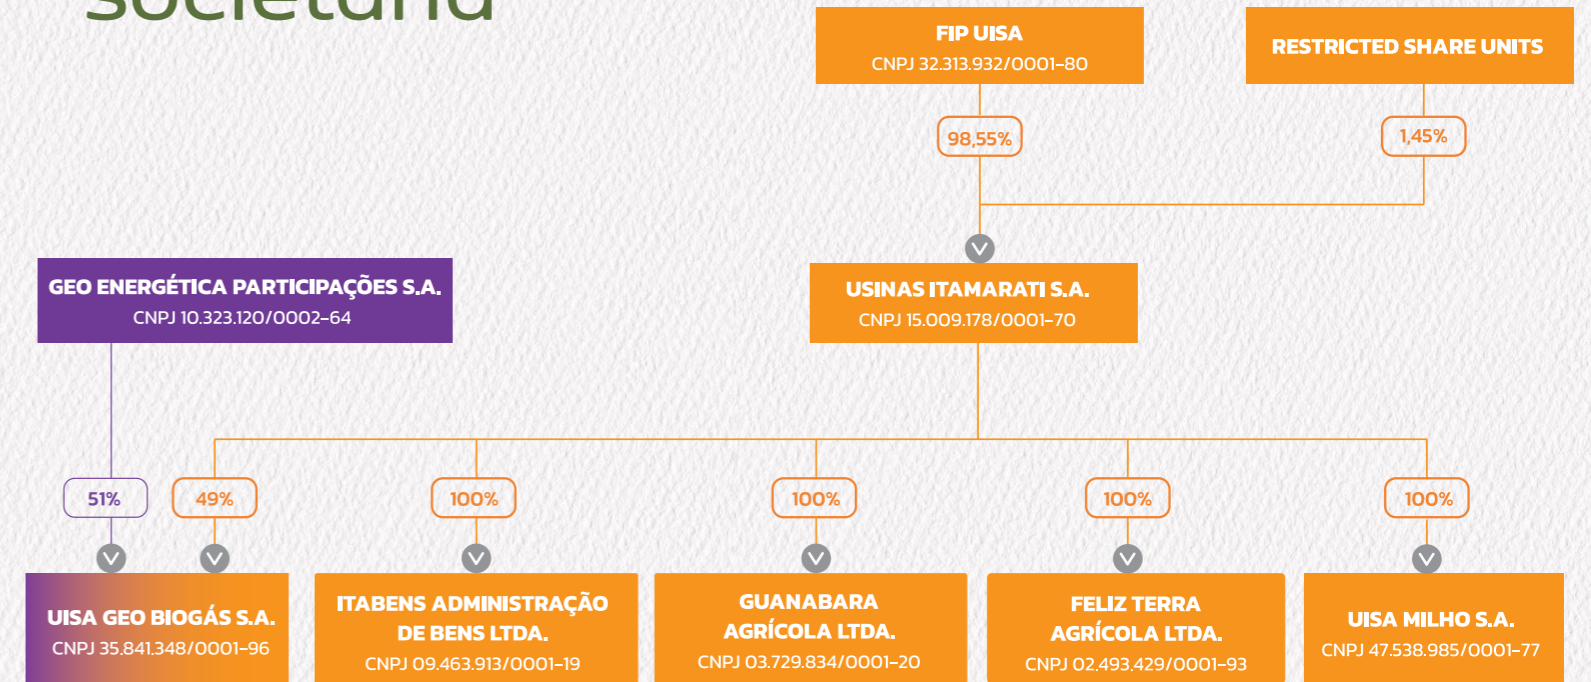 societária
FIP UISA
CNPJ 32.313.932/0001-80
RESTRICTED SHARE UNITS
98,55%
1,45%
GEO ENERGÉTICA PARTICIPAÇÕES S.A.
CNPJ 10.323.120/0002-64
USINAS ITAMARATI S.A.
CNPJ 15.009.178/0001-70
51%
49%
100%
100%
100%
100%
UISA GEO BIOGÁS S.A.
CNPJ 35.841.348/0001-96
ITABENS ADMINISTRAÇÃO
DE BENS LTDA.
CNPJ 09.463.913/0001-19
GUANABARA
AGRÍCOLA LTDA.
CNPJ 03.729.834/0001-20
FELIZ TERRA
AGRÍCOLA LTDA.
CNPJ 02.493.429/0001-93
UISA MILHO S.A.
CNPJ 47.538.985/0001-77